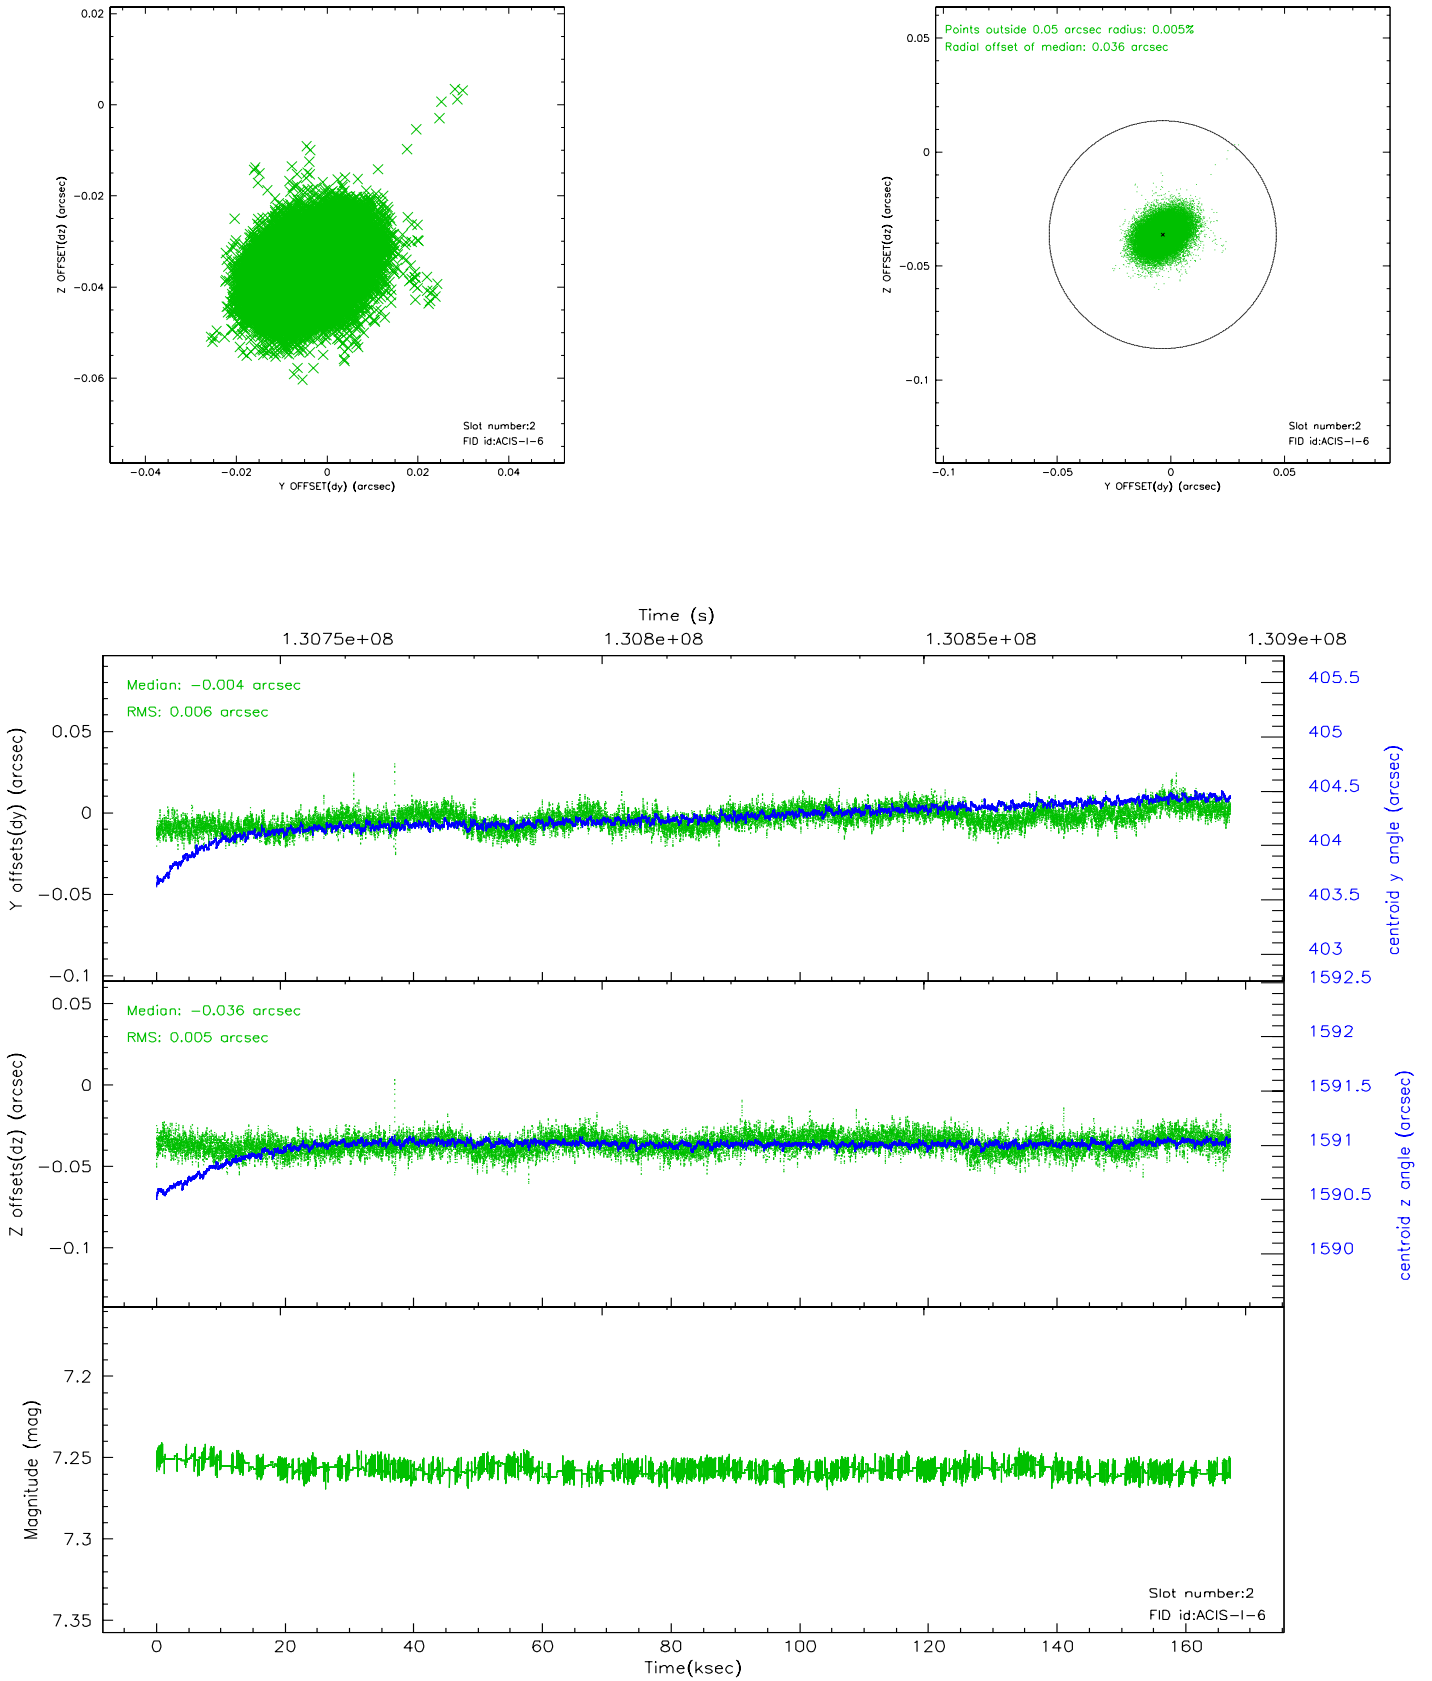 0.02
0
−0.02
−0.04
−0.06
Z OFFSET(dz) (arcsec)
Slot number:2
FID id:ACIS−I−6
−0.04 −0.02 0 0.02 0.04
Y OFFSET(dy) (arcsec)
Points outside 0.05 arcsec radius: 0.005%
Radial offset of median: 0.036 arcsec
0.05
0
−0.05
−0.1
Z OFFSET(dz) (arcsec)
Slot number:2
FID id:ACIS−I−6
−0.1 −0.05 0 0.05
Y OFFSET(dy) (arcsec)
Time (s)
1.3075e+08 1.308e+08 1.3085e+08 1.309e+08
Median: −0.004 arcsec
RMS: 0.006 arcsec
0.05
0
−0.05
−0.1
Y offsets(dy) (arcsec)
405.5
405
404.5
404
403.5
403
centroid y angle (arcsec)
Median: −0.036 arcsec
RMS: 0.005 arcsec
0.05
0
−0.05
−0.1
Z offsets(dz) (arcsec)
1592.5
1592
1591.5
1591
1590.5
1590
centroid z angle (arcsec)
7.2
7.25
7.3
7.35
Magnitude (mag)
Slot number:2
FID id:ACIS−I−6
0 20 40 60 80 100 120 140 160
Time(ksec)